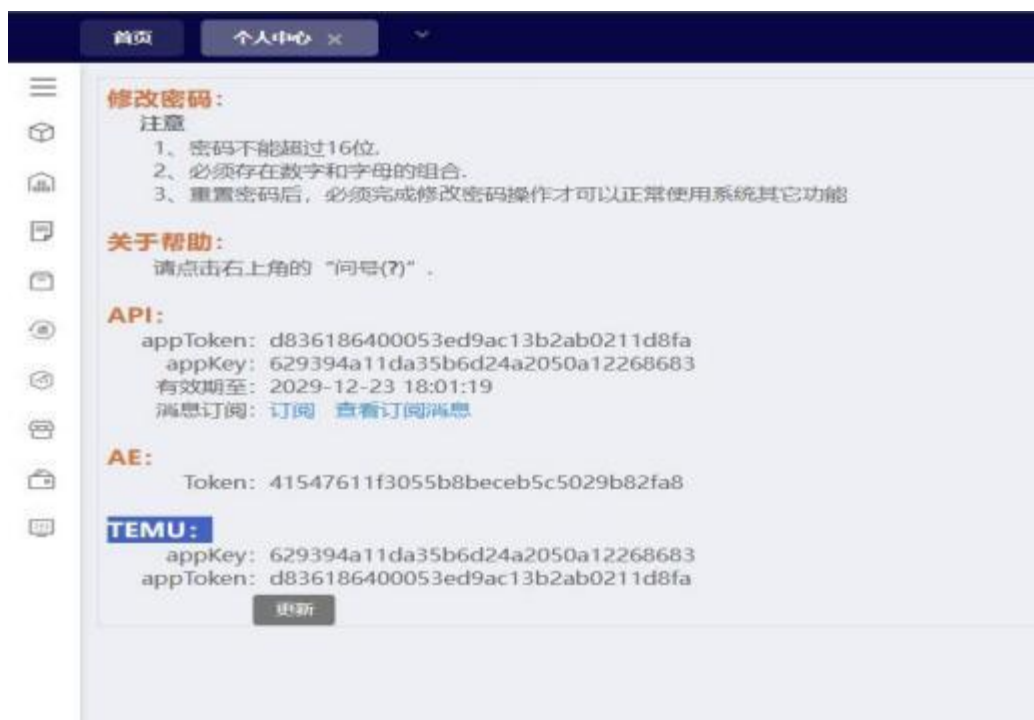 首页
个人中心 ×
修改密码：
注意
1、密码不能超过16位.
2、必须存在数字和字母的组合.
3、重置密码后，必须完成修改密码操作才可以正常使用系统其它功能
关于帮助：
请点击右上角的“问号(?)”.
API：
appToken: d836186400053ed9ac13b2ab0211d8fa
appKey: 629394a11da35b6d24a2050a12268683
有效期至: 2029-12-23 18:01:19
消息订阅: 订阅 查看订阅消息
AE：
Token: 41547611f3055b8beceb5c5029b82fa8
TEMU：
appKey: 629394a11da35b6d24a2050a12268683
appToken: d836186400053ed9ac13b2ab0211d8fa
更新